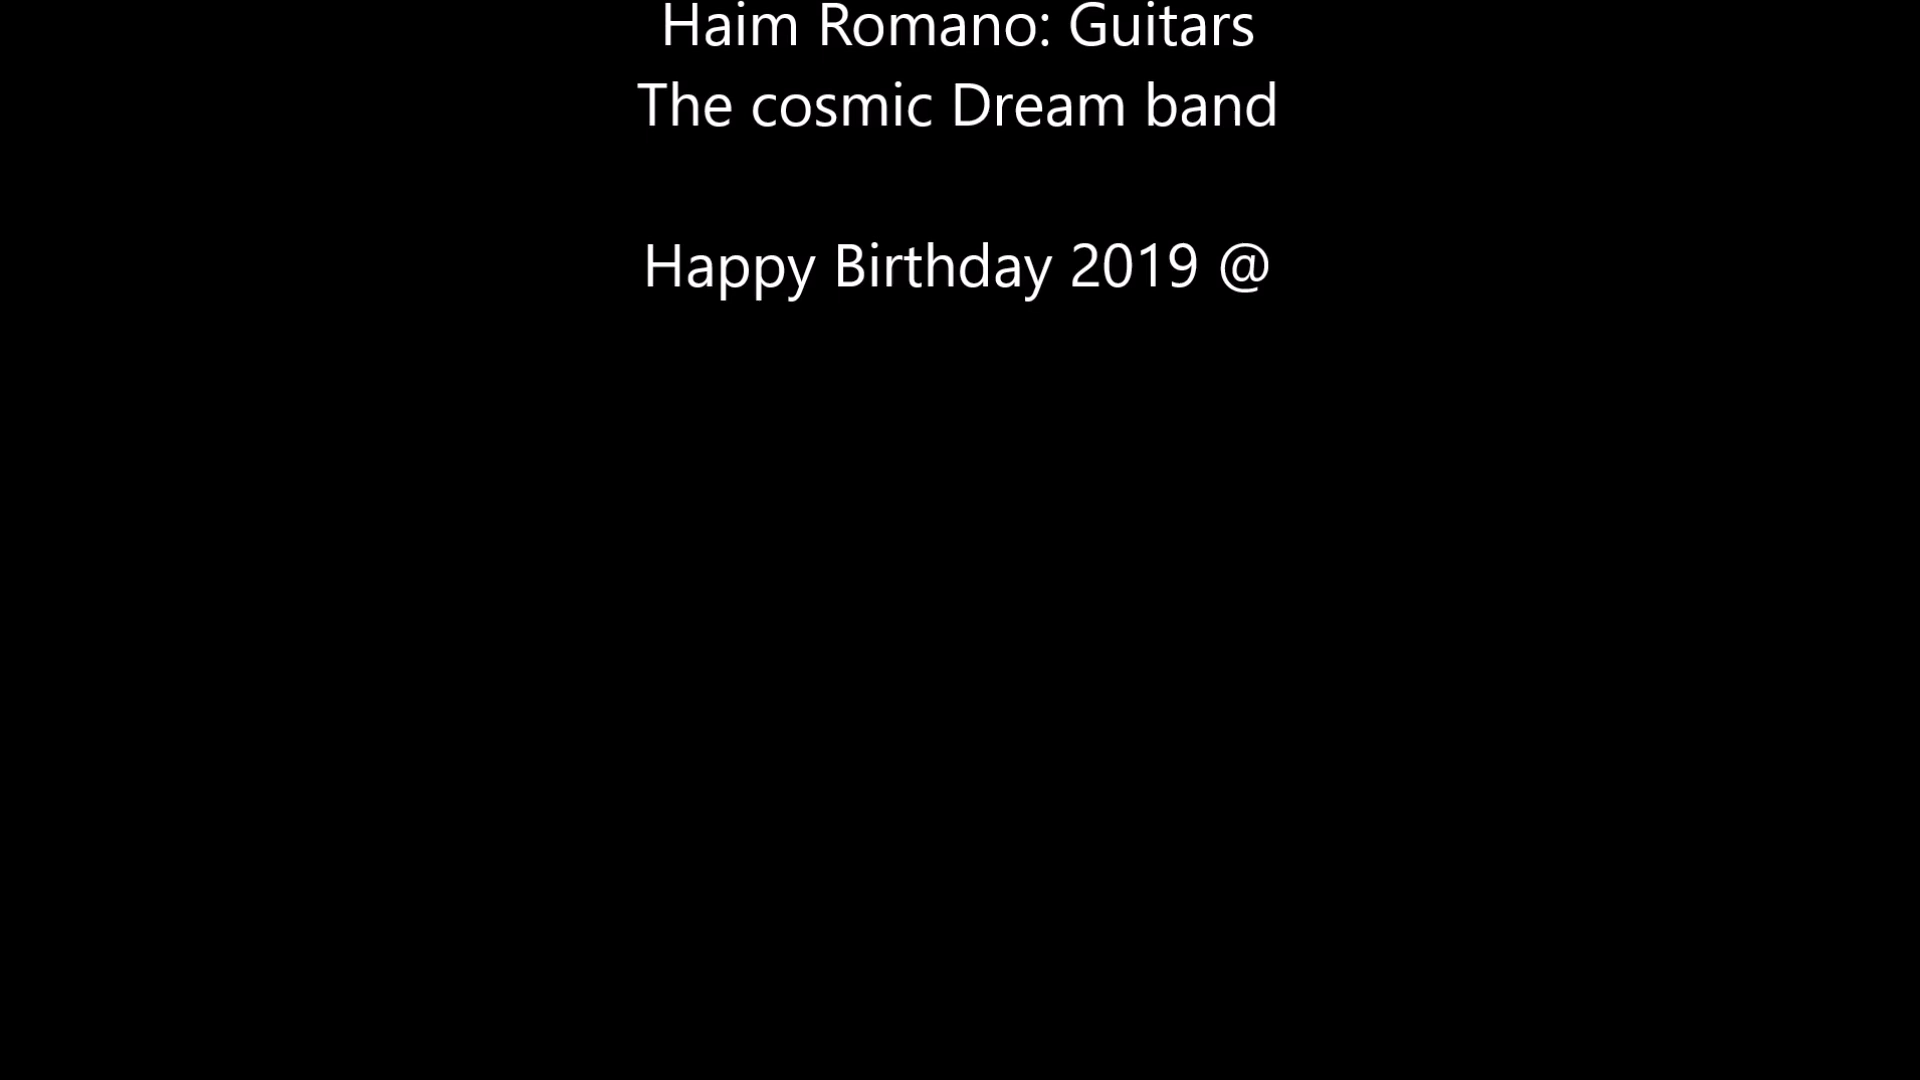 Haim Romano: Guitars
The cosmic Dream band
Happy Birthday 2019 @